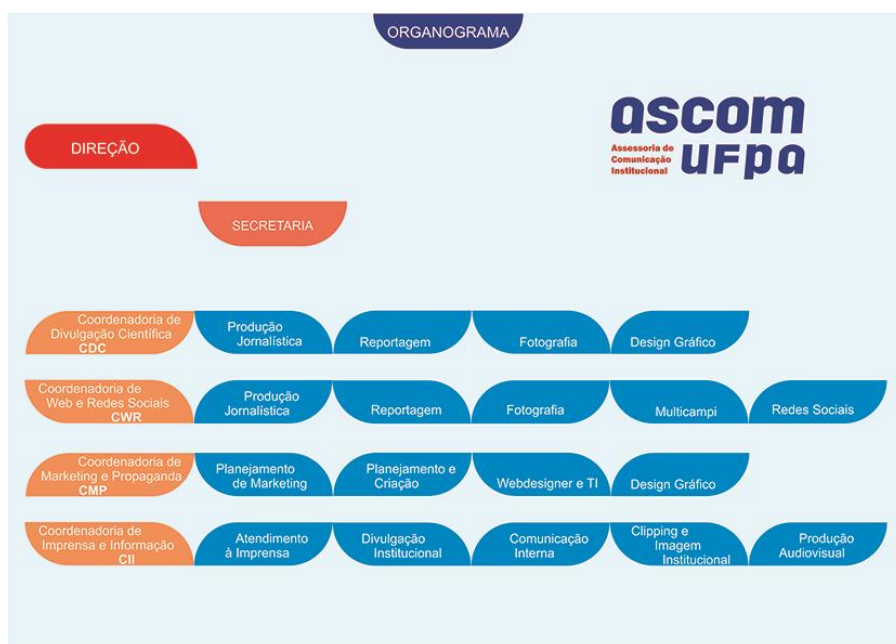 ORGANOGRAMA
ascom
Assessoria de
Comunicação
Institucional
UFPA
DIREÇÃO
SECRETARIA
Coordenadoria de
Divulgação Científica
CDC
Produção
Jornalística
Reportagem
Fotografia
Design Gráfico
Coordenadoria de
Web e Redes Sociais
CWR
Produção
Jornalística
Reportagem
Fotografia
Multicampi
Redes Sociais
Coordenadoria de
Marketing e Propaganda
CMP
Planejamento
de Marketing
Planejamento e
Criação
Webdesigner e TI
Design Gráfico
Coordenadoria de
Imprensa e Informação
CII
Atendimento
à Imprensa
Divulgação
Institucional
Comunicação
Interna
Clipping e
Imagem
Institucional
Produção
Audiovisual